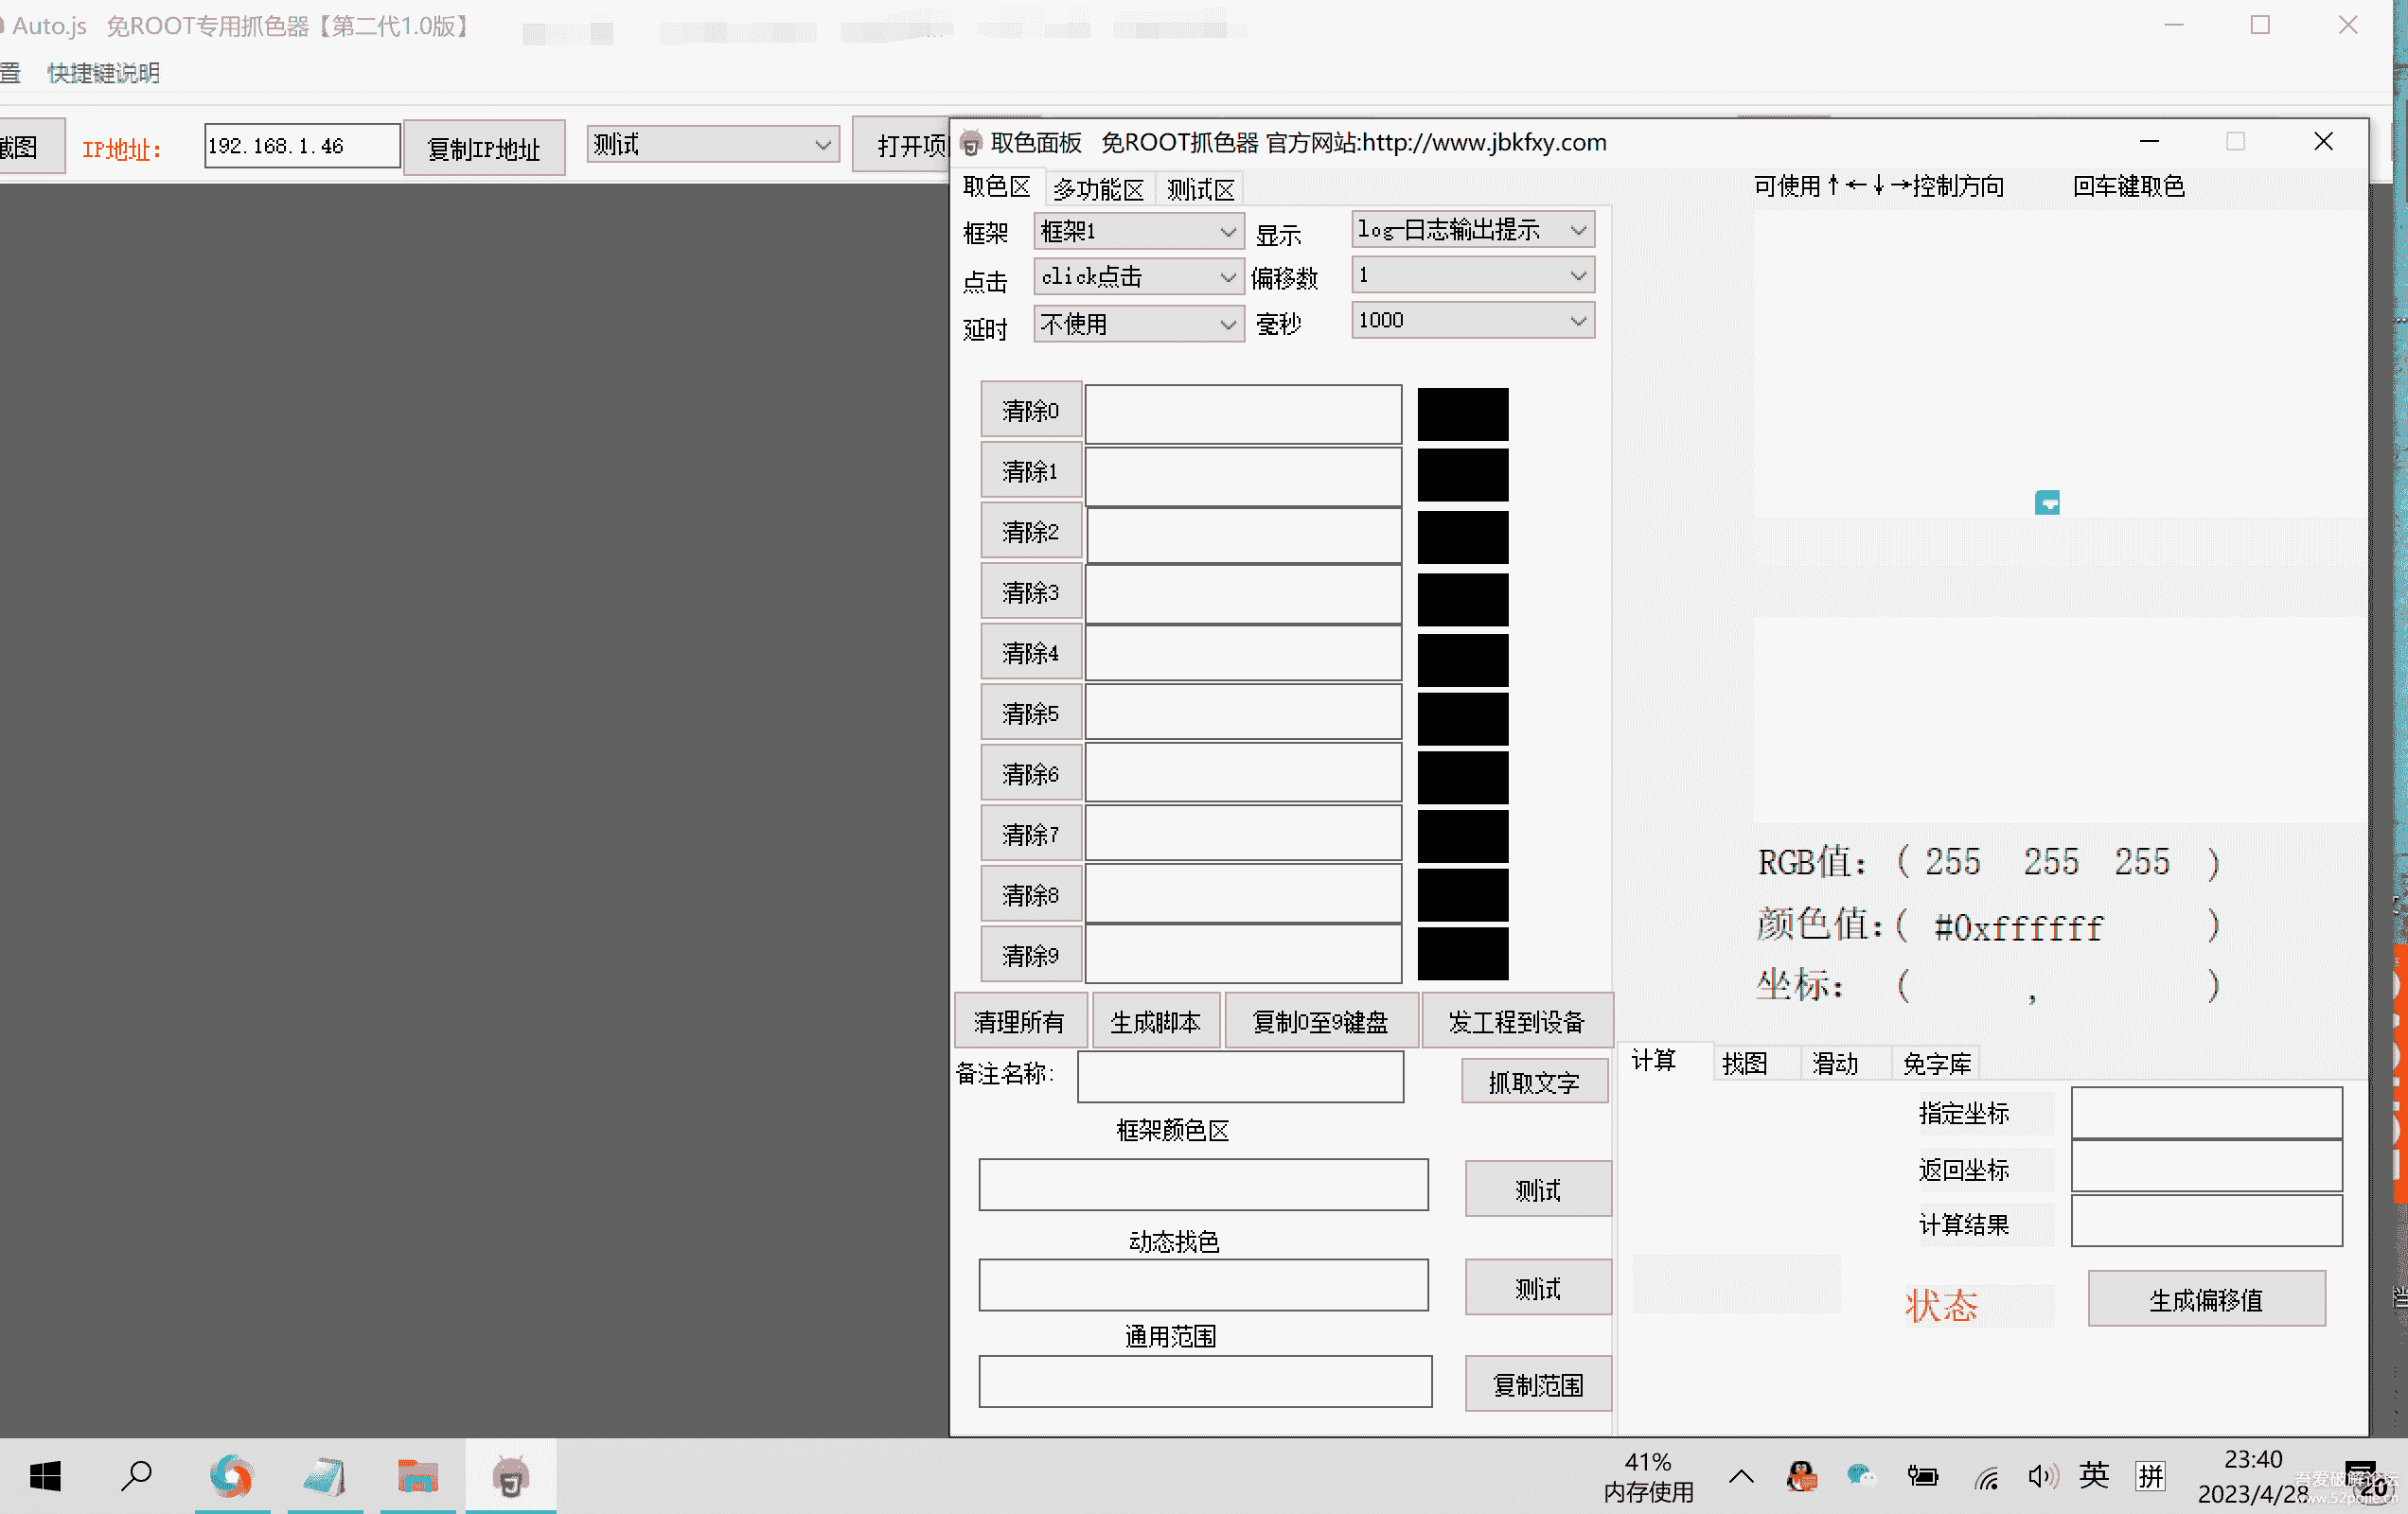 Auto.js 免ROOT专用抓色器【第二代1.0版】
置 快捷键说明
截图 IP地址： 192.168.1.46 复制IP地址 测试 打开项
取色面板 免ROOT抓色器 官方网站:http://www.jbkfxy.com
取色区 多功能区 测试区
可使用↑←↓→控制方向 回车键取色
框架 框架1 显示 log-日志输出提示
点击 click点击 偏移数 1
延时 不使用 毫秒 1000
清除0
清除1
清除2
清除3
清除4
清除5
清除6
清除7
清除8
清除9
RGB值：( 255 255 255 )
颜色值：( #0xffffff )
坐标： ( , )
清理所有 生成脚本 复制0至9键盘 发工程到设备
备注名称： 抓取文字
框架颜色区
测试
动态找色
测试
通用范围
复制范围
计算 找图 滑动 免字库
指定坐标
返回坐标
计算结果
状态 生成偏移值
41%
内存使用
英 拼
23:40
2023/4/28
20
吾爱破解论坛
www.52pojie.cn